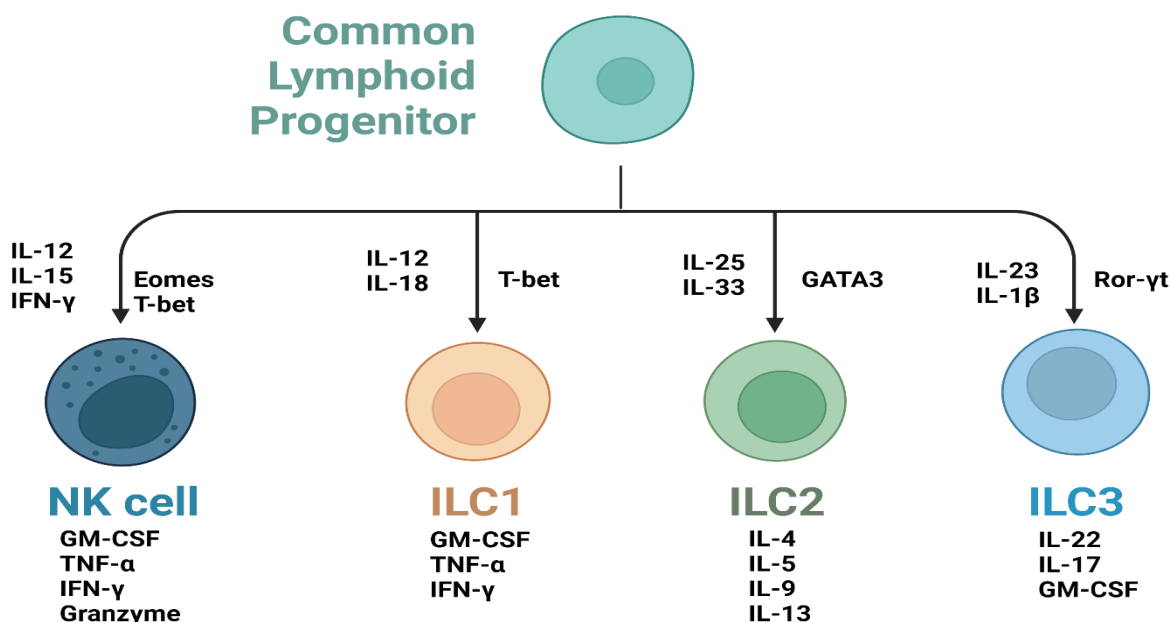 Common
Lymphoid
Progenitor
IL-12
IL-15
IFN-γ
Eomes
T-bet
IL-12
IL-18
T-bet
IL-25
IL-33
GATA3
IL-23
IL-1β
Ror-γt
NK cell
GM-CSF
TNF-α
IFN-γ
Granzyme
ILC1
GM-CSF
TNF-α
IFN-γ
ILC2
IL-4
IL-5
IL-9
IL-13
ILC3
IL-22
IL-17
GM-CSF